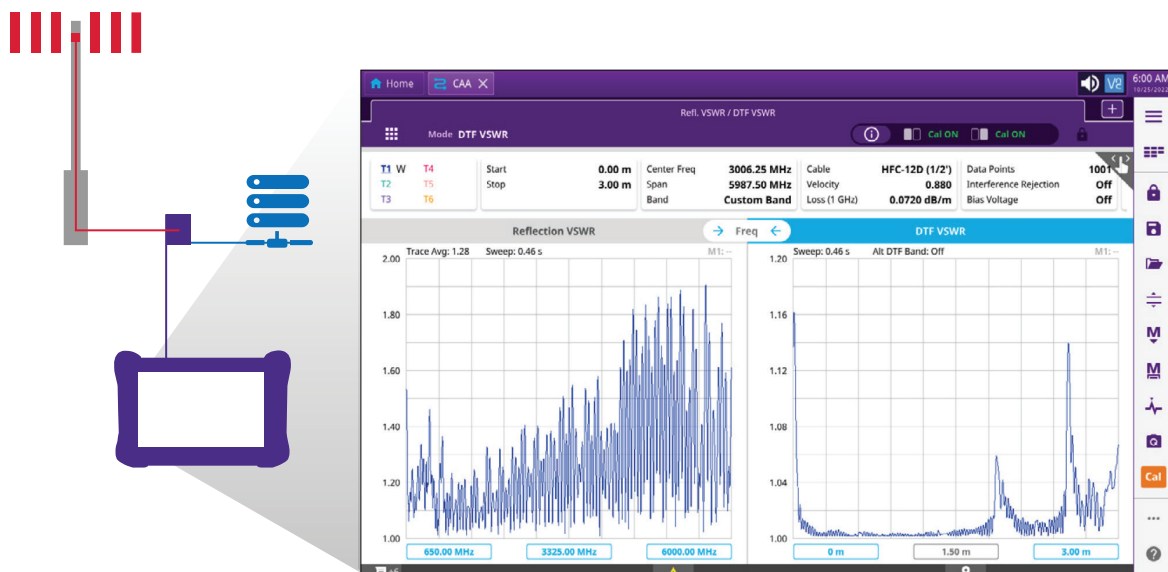 Home CAA X V2 6:00 AM
10/25/2022
Refl. VSWR / DTF VSWR +
Mode DTF VSWR i Cal ON Cal ON
T1 W T4 Start 0.00 m Center Freq 3006.25 MHz Cable HFC-12D (1/2') Data Points 1001
T2 T5 Stop 3.00 m Span 5987.50 MHz Velocity 0.880 Interference Rejection Off
T3 T6 Band Custom Band Loss (1 GHz) 0.0720 dB/m Bias Voltage Off
Reflection VSWR → Freq ← DTF VSWR
Trace Avg: 1.28 Sweep: 0.46 s M1: -- Sweep: 0.46 s Alt DTF Band: Off M1: --
2.00 1.20
1.80 1.16
1.60 1.12
1.40 1.08
1.20 1.04
1.00 1.00
650.00 MHz 3325.00 MHz 6000.00 MHz 0 m 1.50 m 3.00 m
M
M
Cal
?